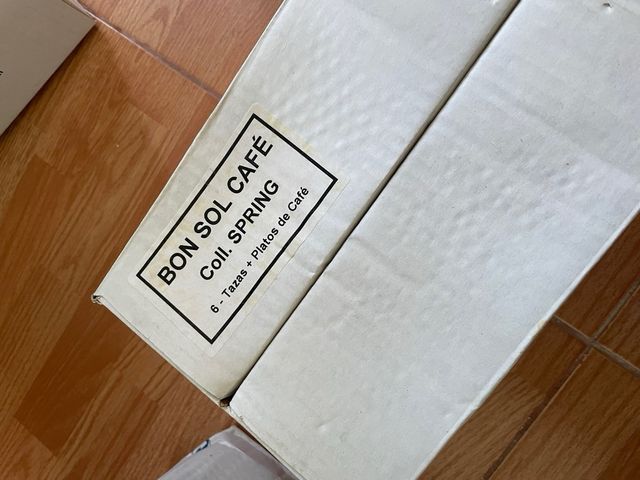 BON SOL CAFÉ
Coll. SPRING
6 - Tazas + Platos de Café